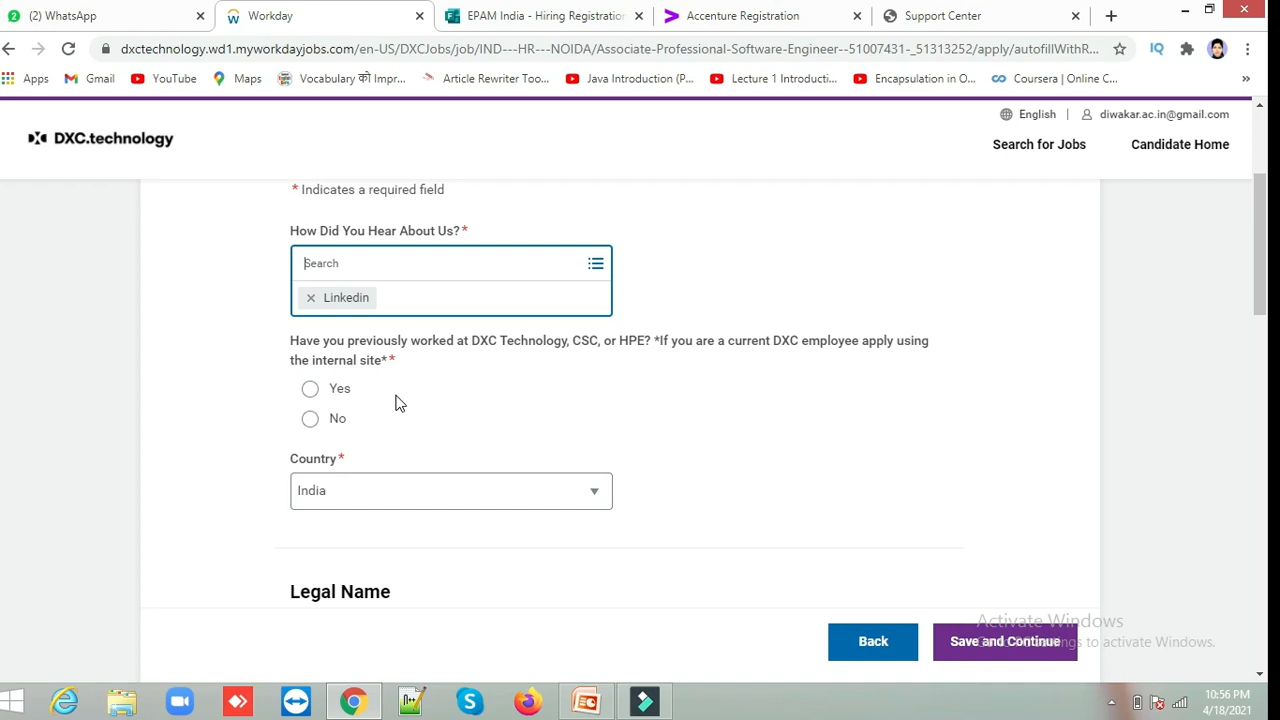 (2) WhatsApp
Workday
EPAM India - Hiring Registration
Accenture Registration
Support Center
dxctechnology.wd1.myworkdayjobs.com/en-US/DXCJobs/job/IND---HR---NOIDA/Associate-Professional-Software-Engineer--51007431-_51313252/apply/autofillWithR...
IQ
Apps
Gmail
YouTube
Maps
Vocabulary को Impr...
Article Rewriter Too...
Java Introduction (P...
Lecture 1 Introducti...
Encapsulation in O...
Coursera | Online C...
English
diwakar.ac.in@gmail.com
DXC.technology
Search for Jobs
Candidate Home
* Indicates a required field
How Did You Hear About Us?*
Search
Linkedin
Have you previously worked at DXC Technology, CSC, or HPE? *If you are a current DXC employee apply using
the internal site**
Yes
No
Country*
India
Legal Name
Activate Windows
Back
Save and Continue
to activate Windows.
10:56 PM
4/18/2021